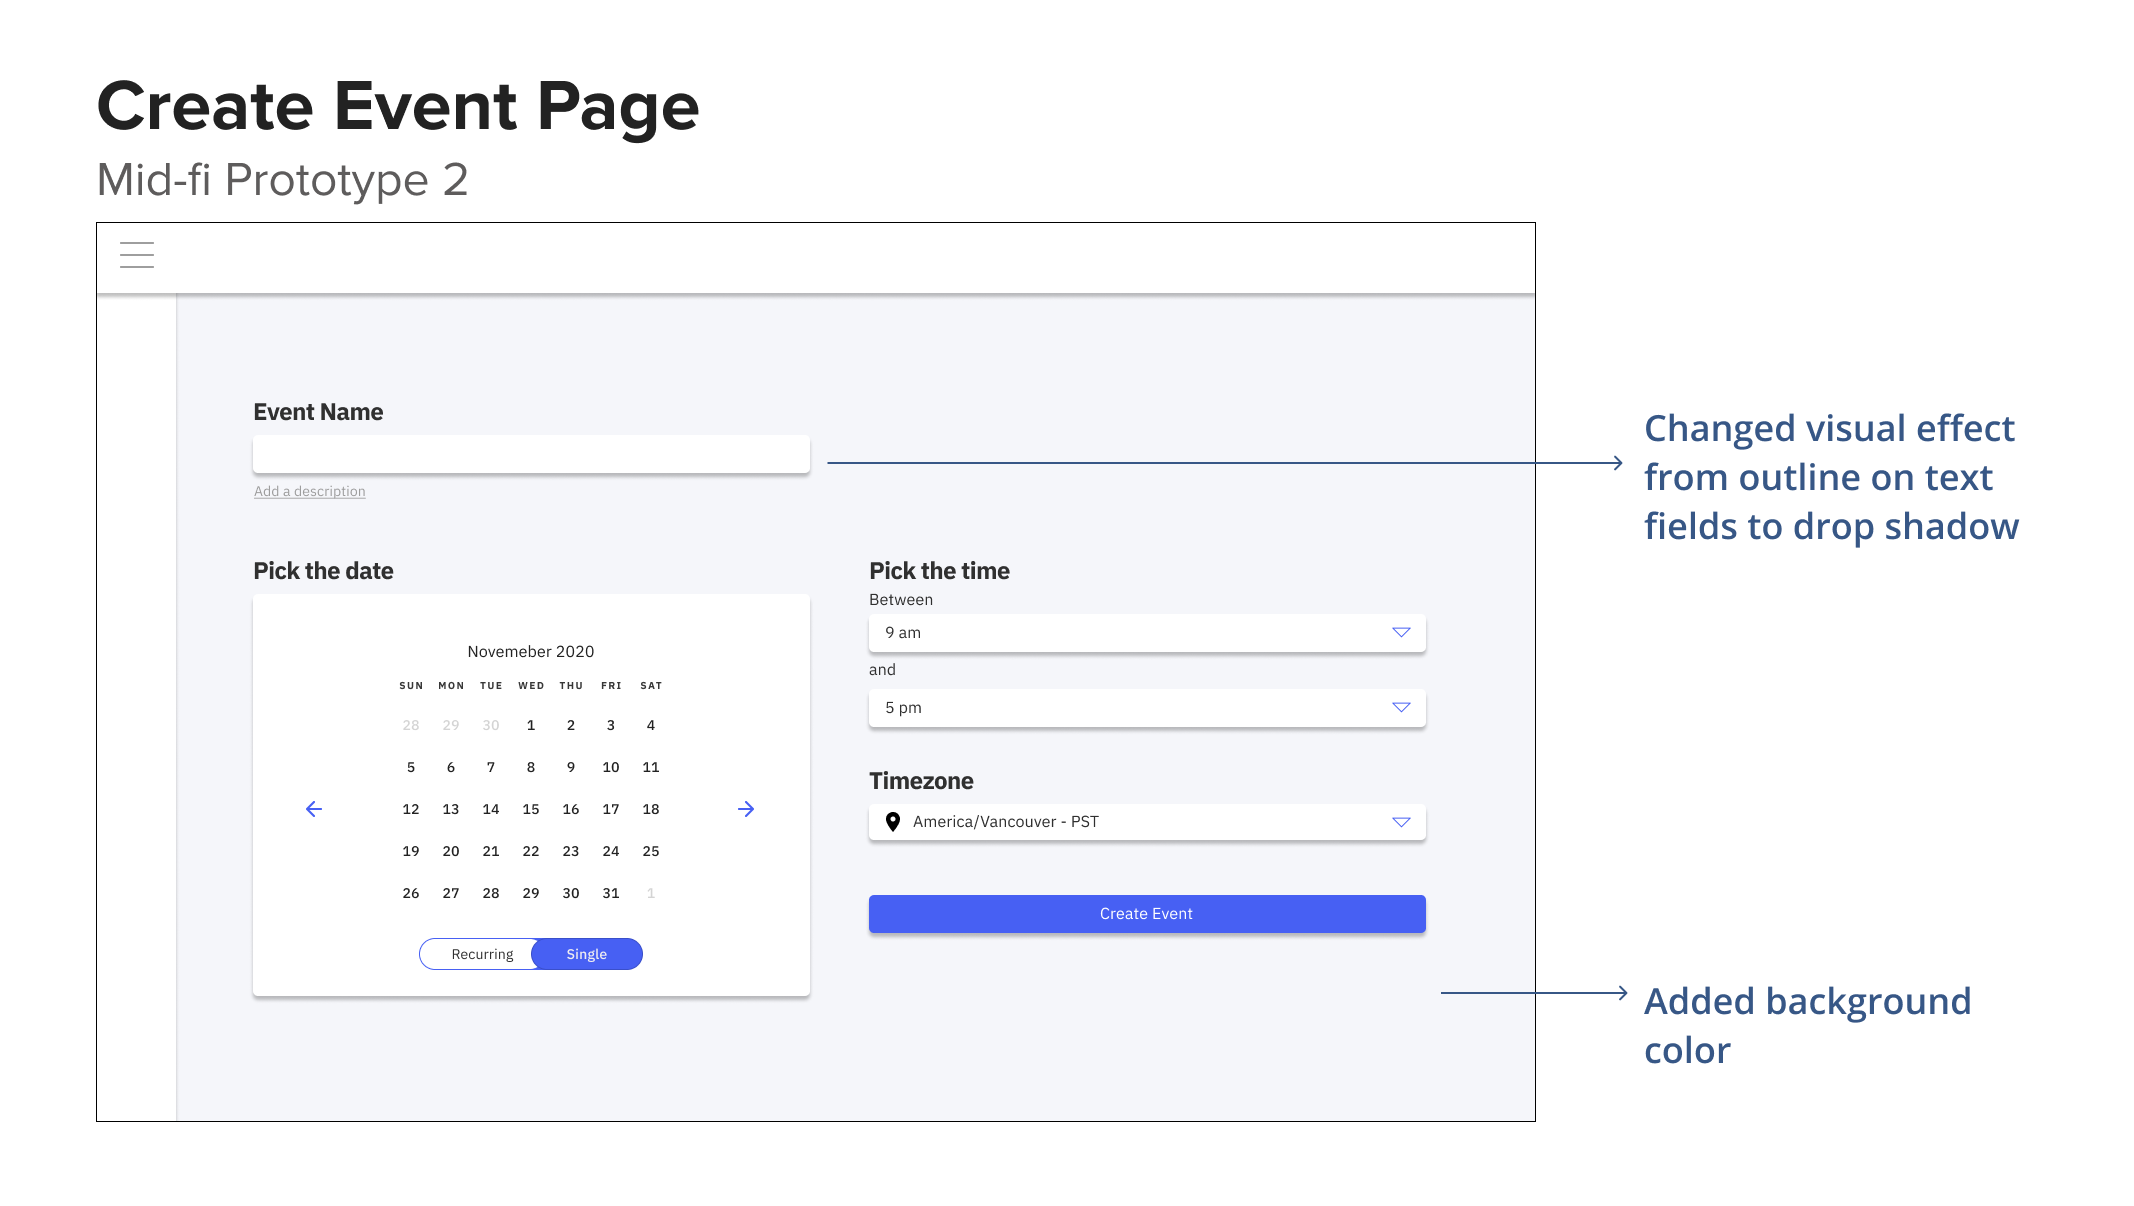 Create Event Page
Mid-fi Prototype 2
Event Name
Add a description
Changed visual effect
from outline on text
fields to drop shadow
Pick the date
Novemeber 2020
SUN MON TUE WED THU FRI SAT
28 29 30 1 2 3 4
5 6 7 8 9 10 11
12 13 14 15 16 17 18
19 20 21 22 23 24 25
26 27 28 29 30 31 1
Recurring Single
Pick the time
Between
9 am
and
5 pm
Timezone
America/Vancouver - PST
Create Event
Added background
color